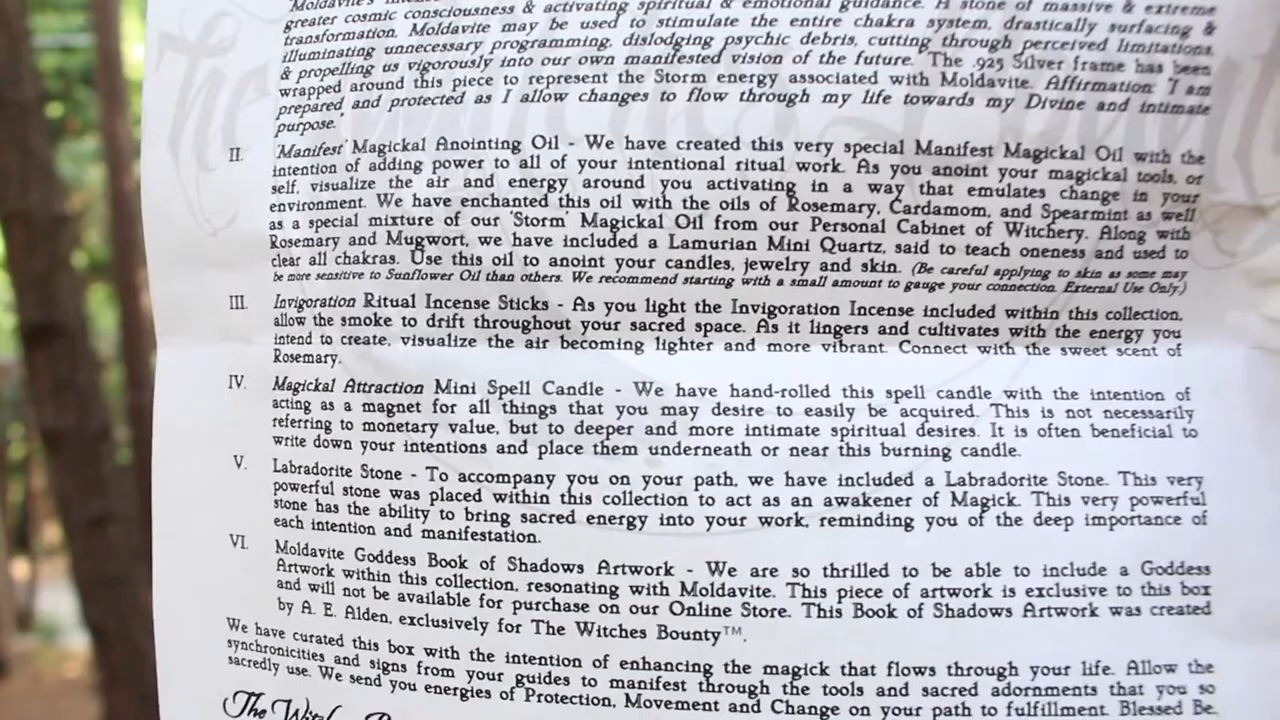 'Moldavite's
greater cosmic consciousness & activating spiritual & emotional guidance. A stone of massive & extreme
transformation, Moldavite may be used to stimulate the entire chakra system, drastically surfacing &
illuminating unnecessary programming, dislodging psychic debris, cutting through perceived limitations,
& propelling us vigorously into our own manifested vision of the future.' The .925 Silver frame has been
wrapped around this piece to represent the Storm energy associated with Moldavite. Affirmation: 'I am
prepared, and protected as I allow changes to flow through my life towards my Divine and intimate
purpose.'
II. 'Manifest' Magickal Anointing Oil - We have created this very special Manifest Magickal Oil with the
intention of adding power to all of your intentional ritual work. As you anoint your magickal tools, or
self, visualize the air and energy around you activating in a way that emulates change in your
environment. We have enchanted this oil with the oils of Rosemary, Cardamom, and Spearmint as well
as a special mixture of our 'Storm' Magickal Oil from our Personal Cabinet of Witchery. Along with
Rosemary and Mugwort, we have included a Lamurian Mini Quartz, said to teach oneness and used to
clear all chakras. Use this oil to anoint your candles, jewelry and skin. (Be careful applying to skin as some may
be more sensitive to Sunflower Oil than others. We recommend starting with a small amount to gauge your connection. External Use Only.)
III. Invigoration Ritual Incense Sticks - As you light the Invigoration Incense included within this collection,
allow the smoke to drift throughout your sacred space. As it lingers and cultivates with the energy you
intend to create, visualize the air becoming lighter and more vibrant. Connect with the sweet scent of
Rosemary.
IV. Magickal Attraction Mini Spell Candle - We have hand-rolled this spell candle with the intention of
acting as a magnet for all things that you may desire to easily be acquired. This is not necessarily
referring to monetary value, but to deeper and more intimate spiritual desires. It is often beneficial to
write down your intentions and place them underneath or near this burning candle.
V. Labradorite Stone - To accompany you on your path, we have included a Labradorite Stone. This very
powerful stone was placed within this collection to act as an awakener of Magick. This very powerful
stone has the ability to bring sacred energy into your work, reminding you of the deep importance of
each intention and manifestation.
VI. Moldavite Goddess Book of Shadows Artwork - We are so thrilled to be able to include a Goddess
Artwork within this collection, resonating with Moldavite. This piece of artwork is exclusive to this box
and will not be available for purchase on our Online Store. This Book of Shadows Artwork was created
by A. E. Alden, exclusively for The Witches Bounty™.
We have curated this box with the intention of enhancing the magick that flows through your life. Allow the
synchronicities and signs from your guides to manifest through the tools and sacred adornments that you so
sacredly use. We send you energies of Protection, Movement and Change on your path to fulfillment. Blessed Be.
The